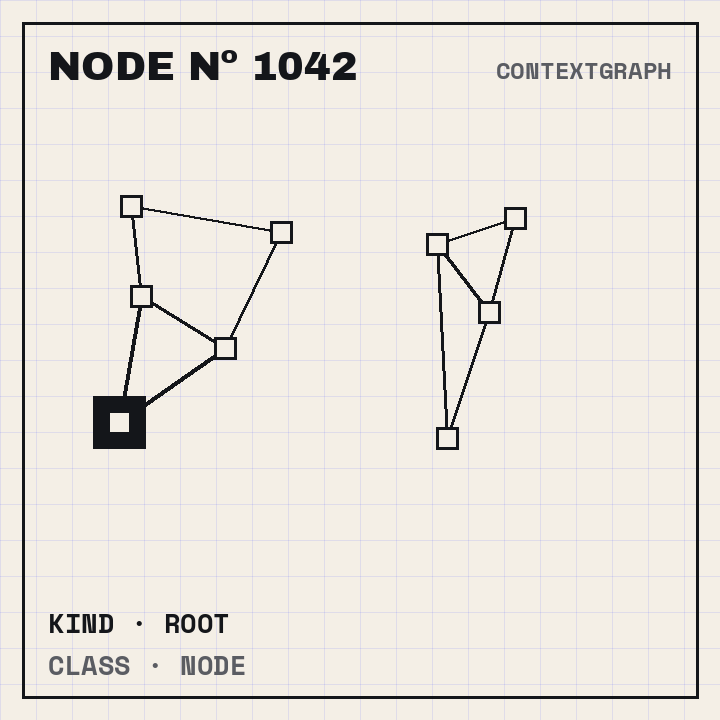 NODE Nº 1042
CONTEXTGRAPH
KIND · ROOT
CLASS · NODE